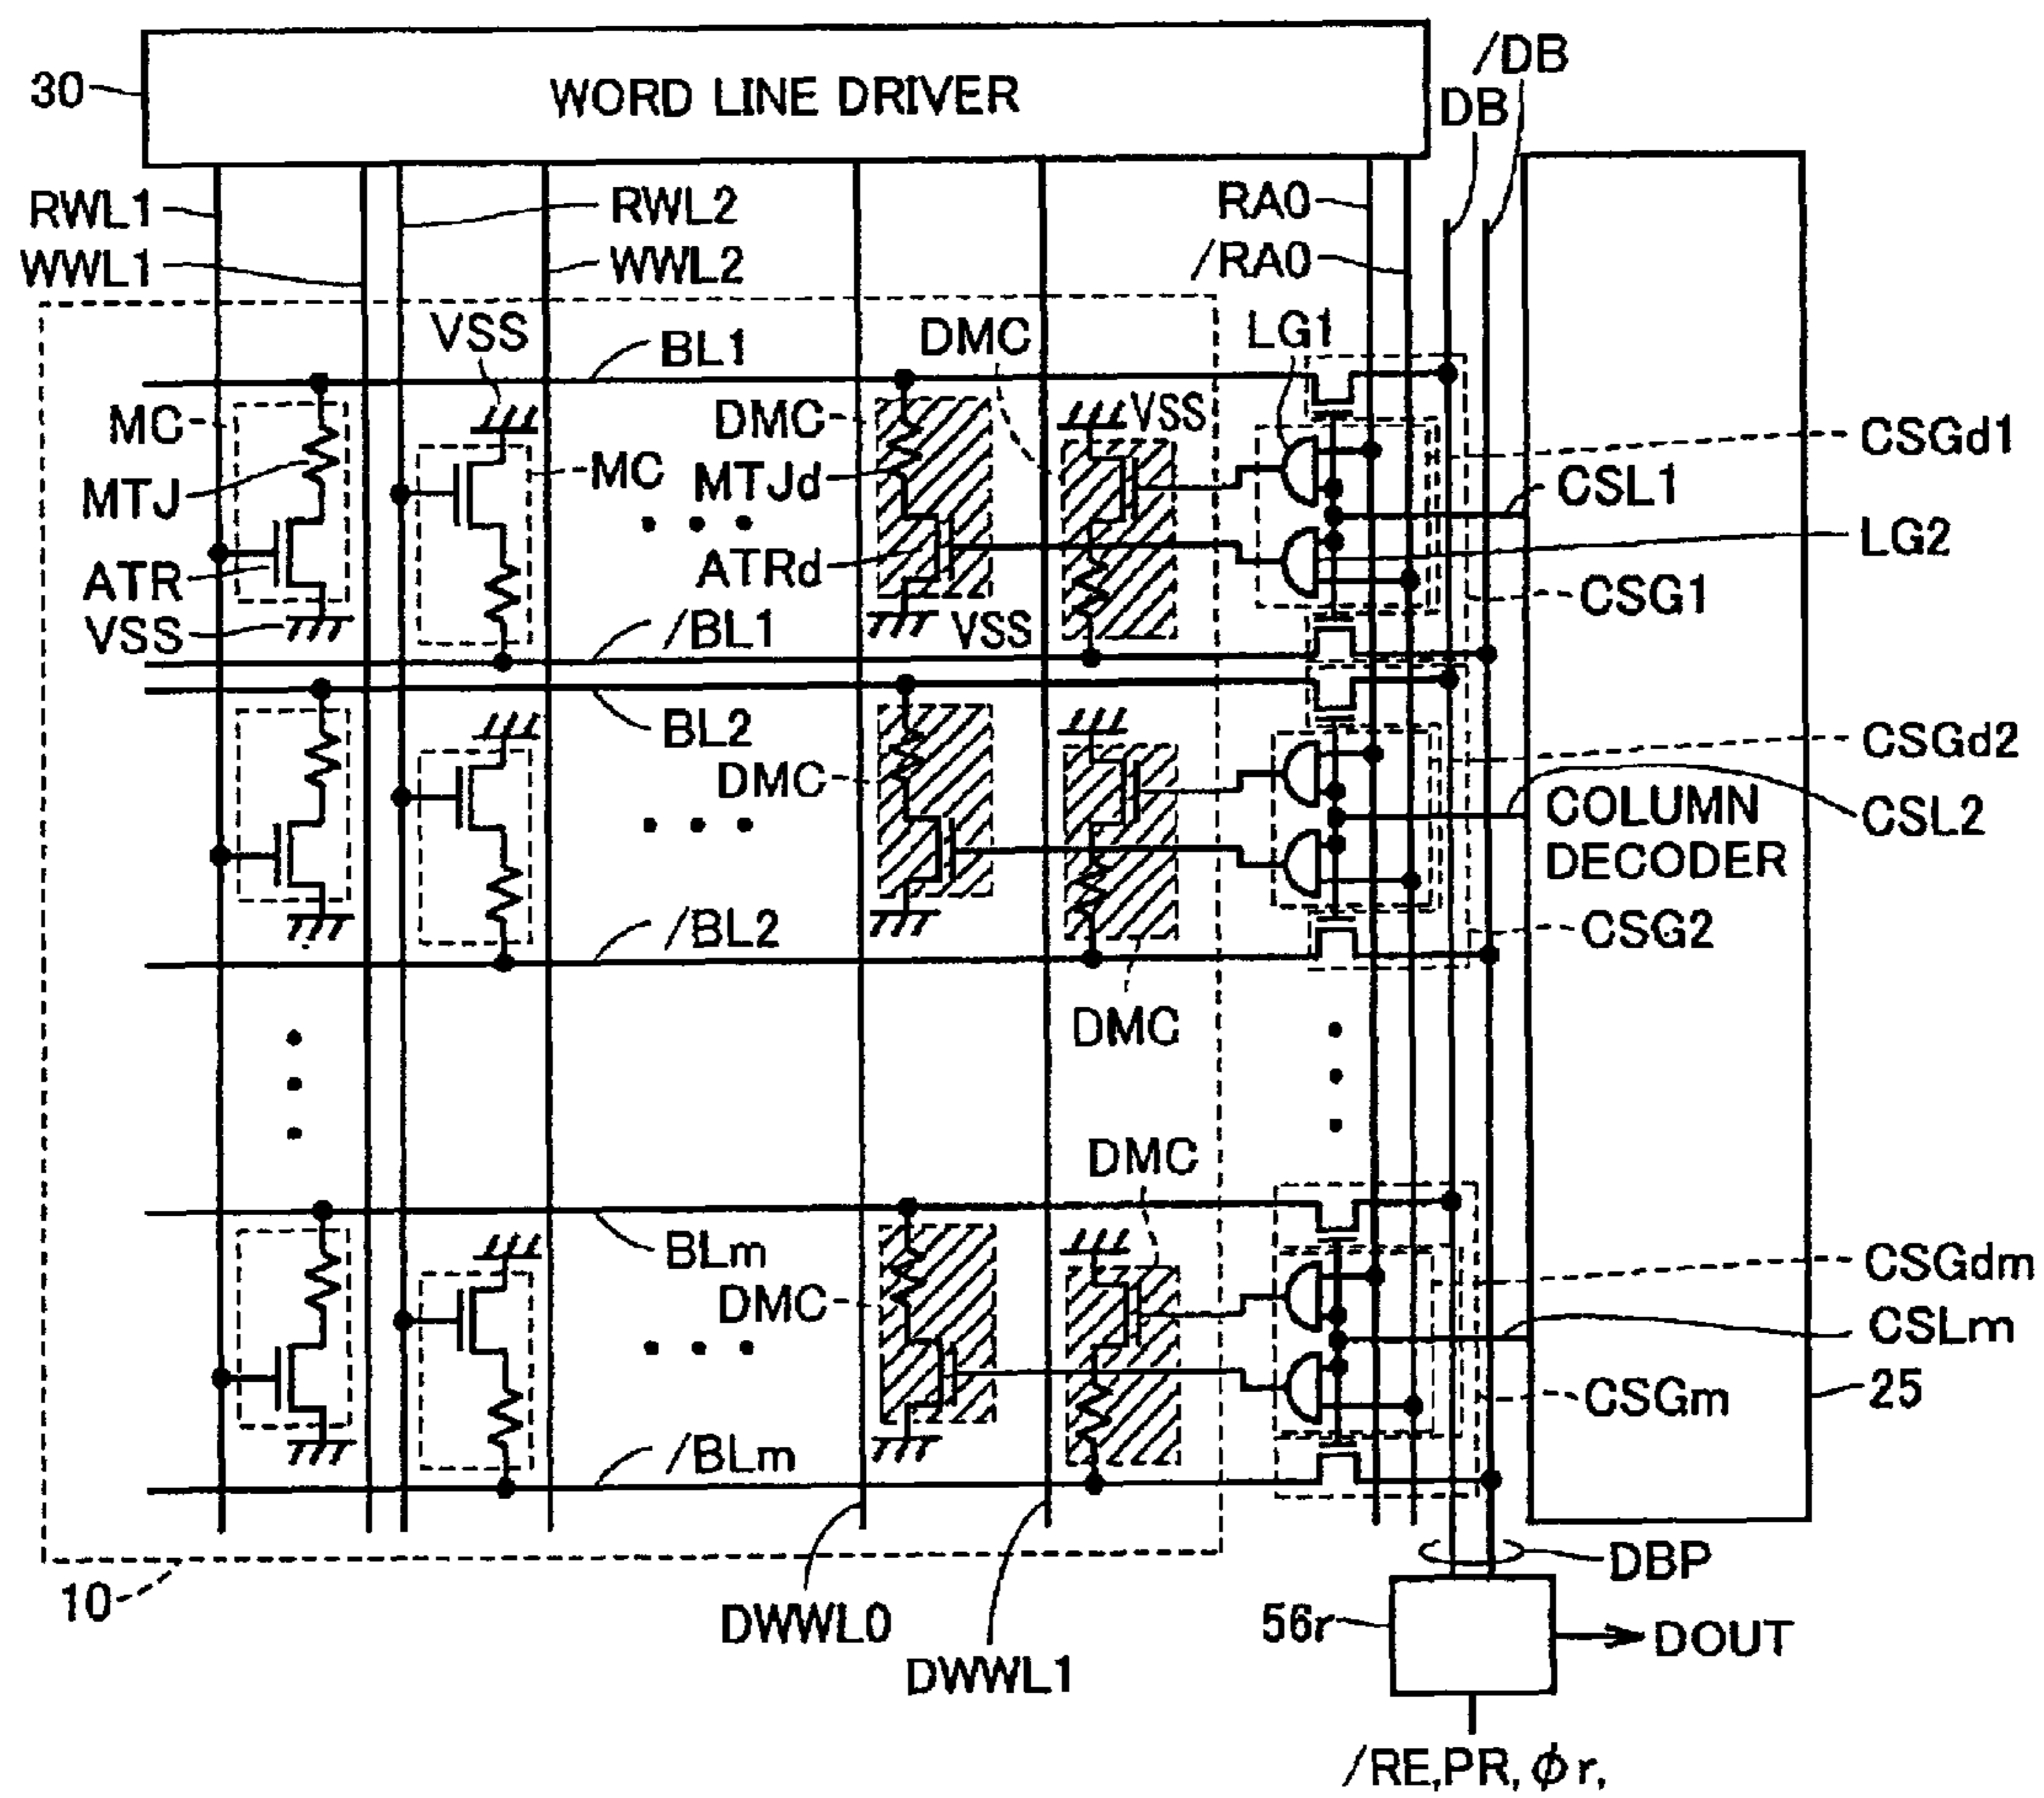 /DB
30
WORD LINE DRIVER
DB
RWL1
RWL2
RA0
WWL1
WWL2
/RA0
VSS
BL1
DMC
LG1
MC
DMC
VSS
CSGd1
MTJ
MC
MTJd
CSL1
ATR
ATRd
LG2
VSS
/BL1
VSS
CSG1
BL2
CSGd2
DMC
COLUMN
DECODER
CSL2
/BL2
CSG2
DMC
DMC
BLm
CSGdm
DMC
CSLm
CSGm
25
/BLm
DBP
10
DWWL0
56r
DOUT
DWWL1
/RE,PR,ϕr,